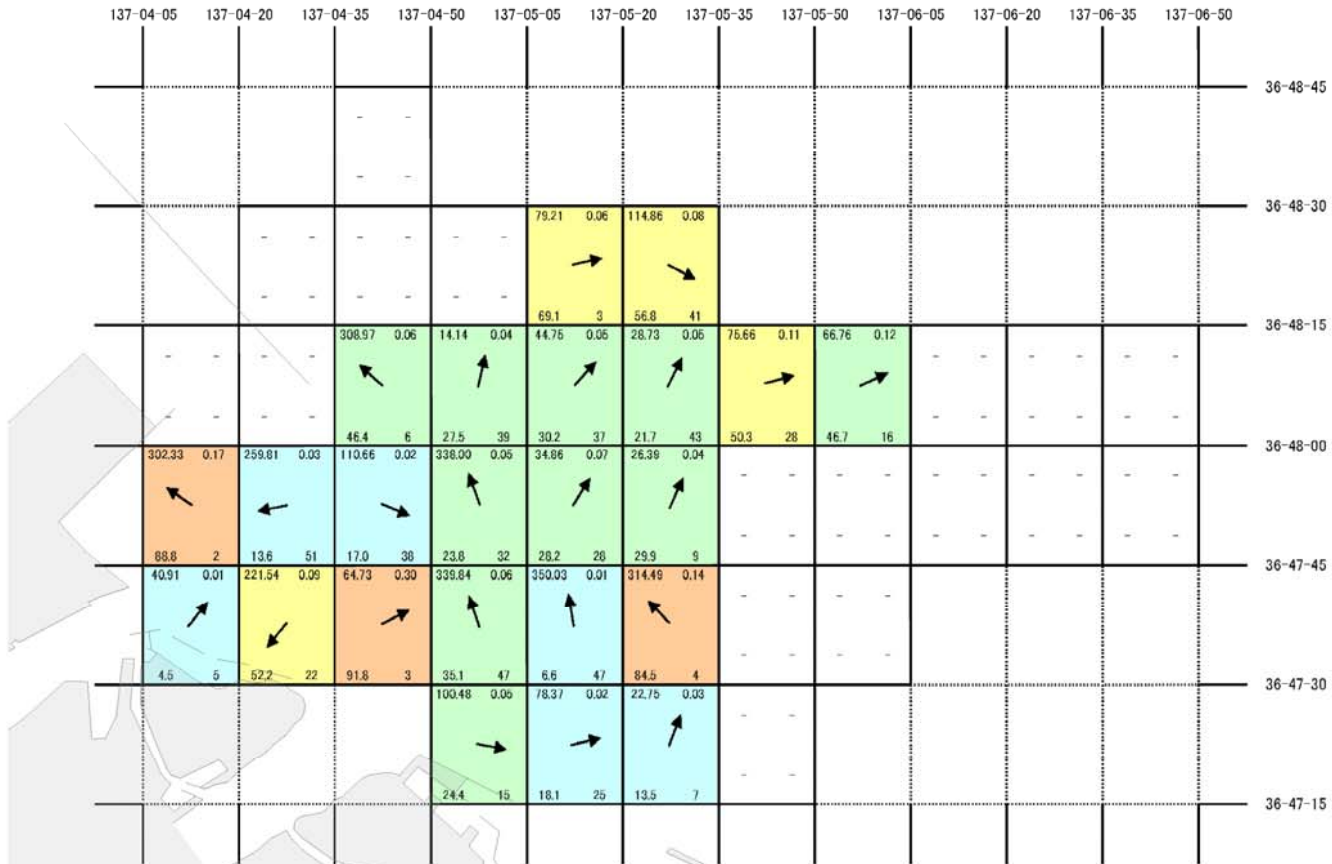 137-04-05 137-04-20 137-04-35 137-04-50 137-05-05 137-05-20 137-05-35 137-05-50 137-06-05 137-06-20 137-06-35 137-06-50
36-48-45
- -
- -
36-48-30
79.21 0.06 114.86 0.08
- - - - - -
- - - - - -
69.1 3 56.8 41
36-48-15
308.97 0.06 14.14 0.04 44.75 0.05 28.73 0.05 75.66 0.11 66.76 0.12
- - - - - - - - - -
- - - - - - - - - -
46.4 6 27.5 39 30.2 37 21.7 43 50.3 28 46.7 16
36-48-00
302.33 0.17 259.81 0.03 110.66 0.02 338.00 0.05 34.86 0.07 26.39 0.04
- - - - - - - - - -
- - - - - - - - - -
88.8 2 13.6 51 17.0 38 23.8 32 28.2 26 29.9 9
36-47-45
40.91 0.01 221.54 0.09 64.73 0.30 339.84 0.06 350.03 0.01 314.49 0.14
- - - -
- - - -
4.5 5 52.2 22 91.8 3 35.1 47 6.6 47 84.5 4
36-47-30
100.48 0.05 78.37 0.02 22.75 0.03
- -
- -
24.4 15 18.1 25 13.5 7
36-47-15